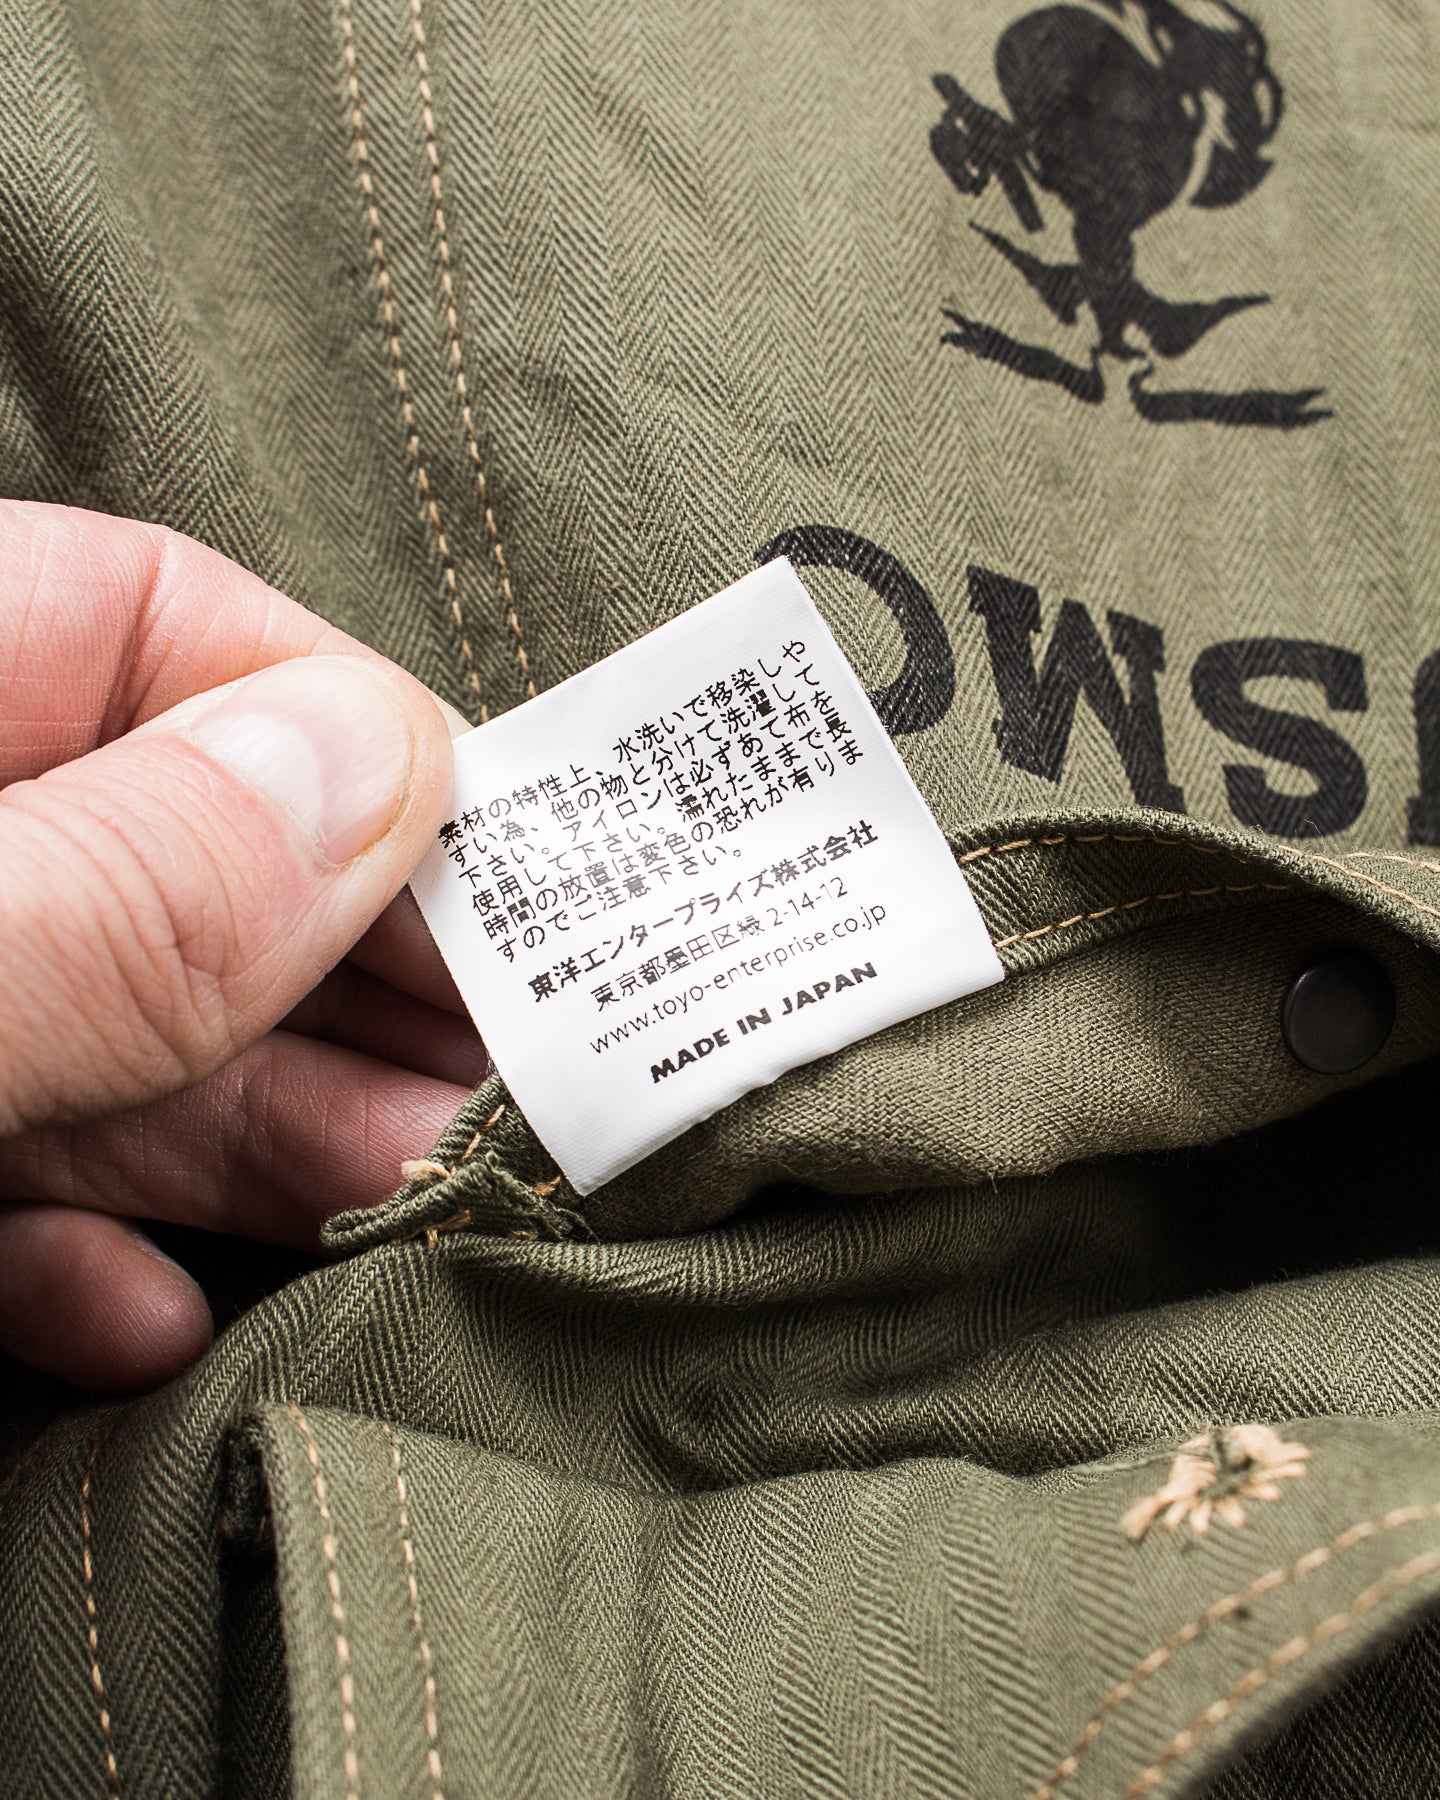 素材の特性上、水洗いで移染しや
すい為、他の物と分けて洗濯して
下さい。アイロンは必ずあて布を
使用して下さい。濡れたままで長
時間の放置は変色の恐れが有りま
すのでご注意下さい。
東洋エンタープライズ株式会社
東京都墨田区緑 2-14-12
www.toyo-enterprise.co.jp
MADE IN JAPAN
USMC